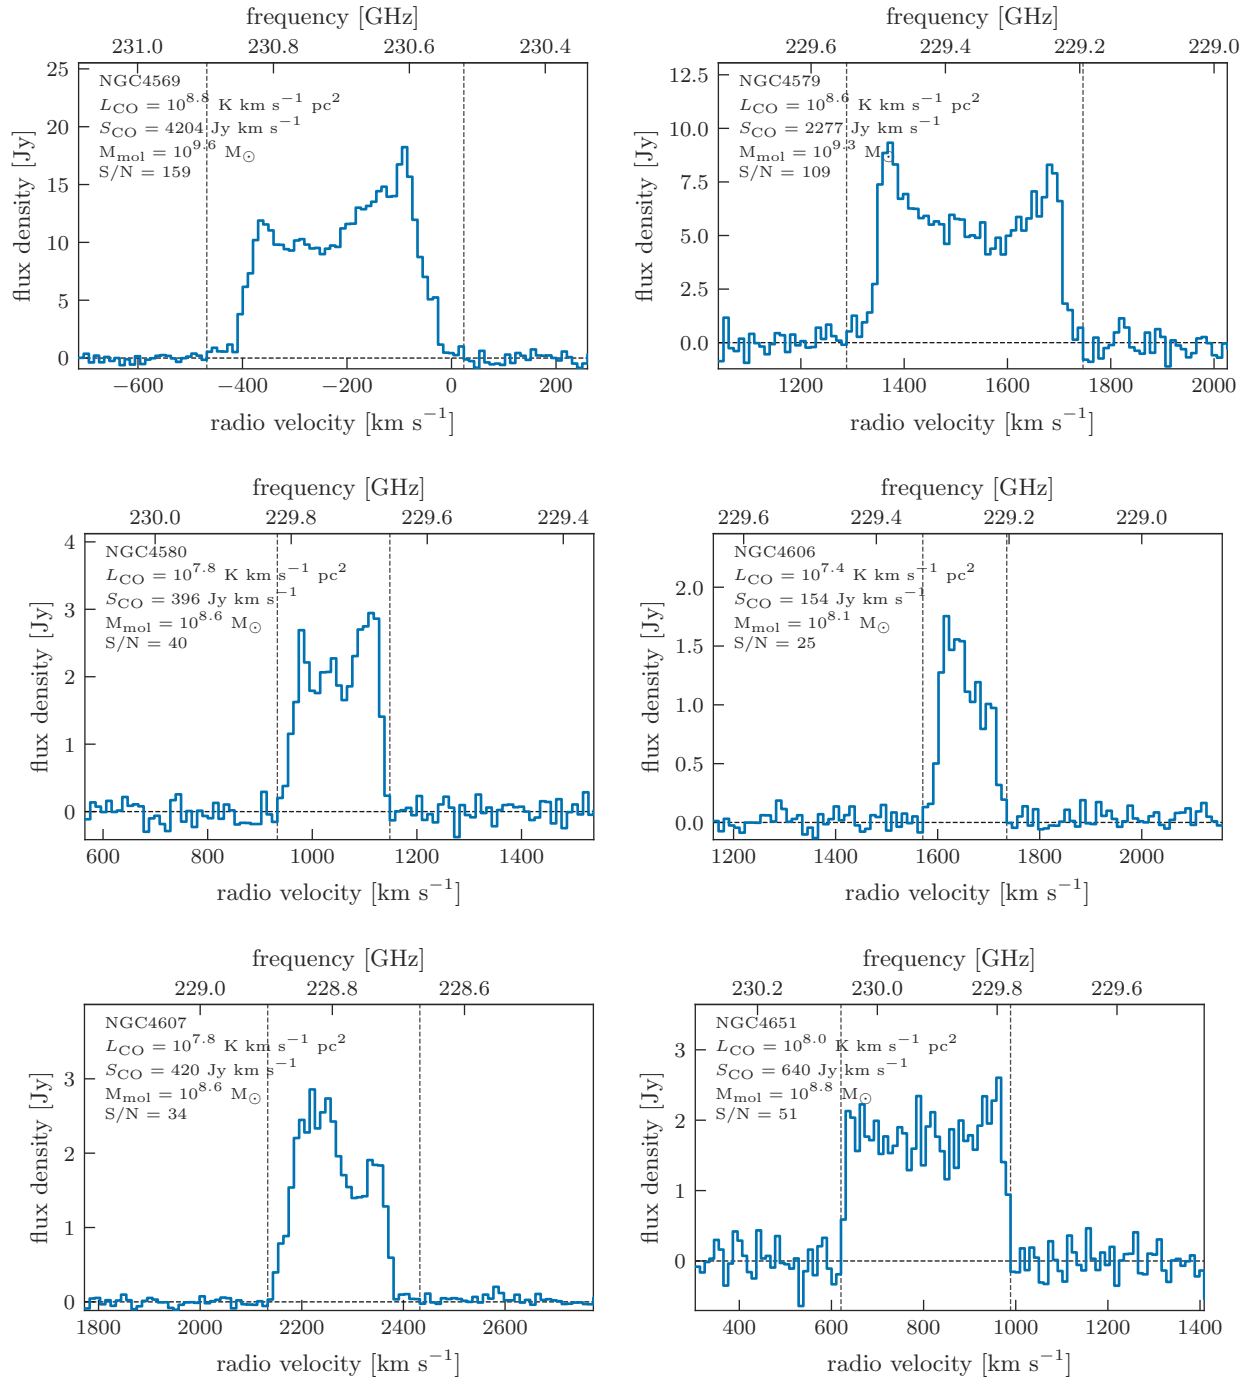 frequency [GHz]
231.0 230.8 230.6 230.4
25
20
15
10
5
0
flux density [Jy]
NGC4569
L_CO = 10^8.8 K km s^−1 pc^2
S_CO = 4204 Jy km s^−1
M_mol = 10^9.6 M_⊙
S/N = 159
−600 −400 −200 0 200
radio velocity [km s^−1]
frequency [GHz]
229.6 229.4 229.2 229.0
12.5
10.0
7.5
5.0
2.5
0.0
flux density [Jy]
NGC4579
L_CO = 10^8.6 K km s^−1 pc^2
S_CO = 2277 Jy km s^−1
M_mol = 10^9.3 M_⊙
S/N = 109
1200 1400 1600 1800 2000
radio velocity [km s^−1]
frequency [GHz]
230.0 229.8 229.6 229.4
4
3
2
1
0
flux density [Jy]
NGC4580
L_CO = 10^7.8 K km s^−1 pc^2
S_CO = 396 Jy km s^−1
M_mol = 10^8.6 M_⊙
S/N = 40
600 800 1000 1200 1400
radio velocity [km s^−1]
frequency [GHz]
229.6 229.4 229.2 229.0
2.0
1.5
1.0
0.5
0.0
flux density [Jy]
NGC4606
L_CO = 10^7.4 K km s^−1 pc^2
S_CO = 154 Jy km s^−1
M_mol = 10^8.1 M_⊙
S/N = 25
1200 1400 1600 1800 2000
radio velocity [km s^−1]
frequency [GHz]
229.0 228.8 228.6
3
2
1
0
flux density [Jy]
NGC4607
L_CO = 10^7.8 K km s^−1 pc^2
S_CO = 420 Jy km s^−1
M_mol = 10^8.6 M_⊙
S/N = 34
1800 2000 2200 2400 2600
radio velocity [km s^−1]
frequency [GHz]
230.2 230.0 229.8 229.6
3
2
1
0
flux density [Jy]
NGC4651
L_CO = 10^8.0 K km s^−1 pc^2
S_CO = 640 Jy km s^−1
M_mol = 10^8.8 M_⊙
S/N = 51
400 600 800 1000 1200 1400
radio velocity [km s^−1]